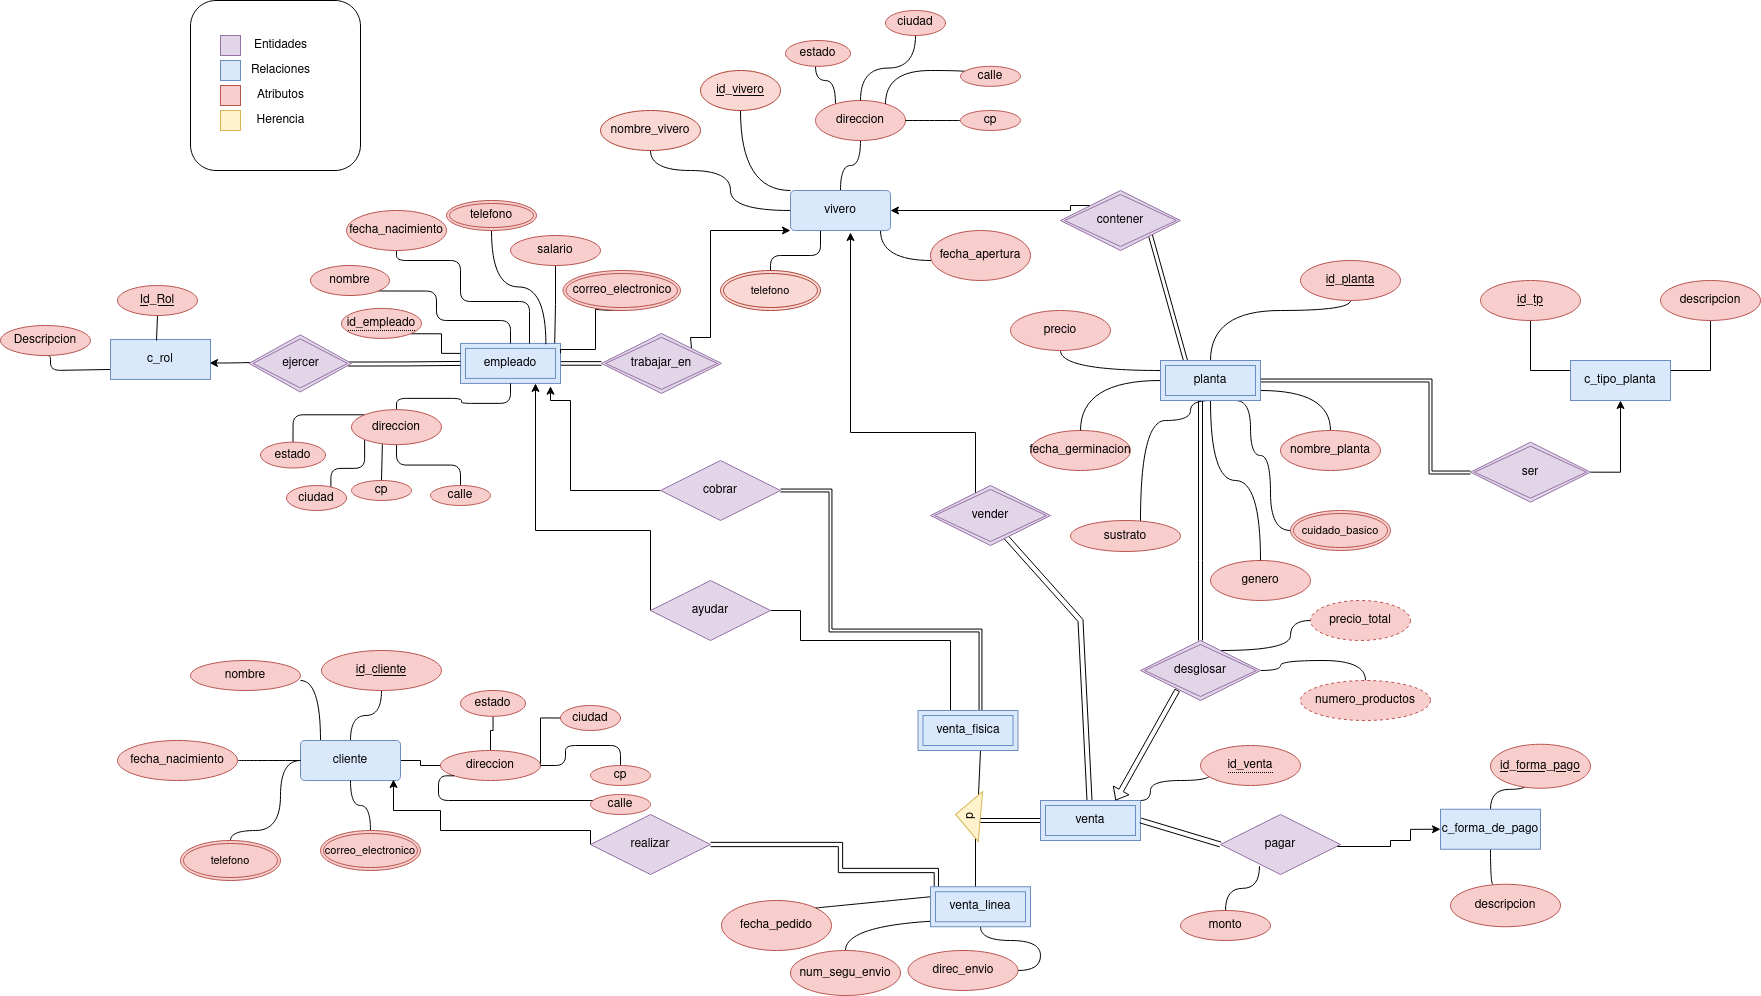 Entidades
Relaciones
Atributos
Herencia
ciudad
estado
calle
id_vivero
direccion
cp
nombre_vivero
vivero
contener
fecha_apertura
telefono
telefono
fecha_nacimiento
salario
nombre
correo_electronico
id_empleado
Id_Rol
Descripcion
c_rol
ejercer
empleado
trabajar_en
direccion
estado
ciudad
cp
calle
id_planta
precio
planta
fecha_germinacion
nombre_planta
sustrato
cuidado_basico
genero
id_tp
descripcion
c_tipo_planta
ser
cobrar
vender
ayudar
desglosar
precio_total
numero_productos
nombre
id_cliente
fecha_nacimiento
cliente
telefono
correo_electronico
estado
ciudad
direccion
cp
calle
realizar
venta_fisica
p
venta
id_venta
pagar
monto
id_forma_pago
c_forma_de_pago
descripcion
venta_linea
fecha_pedido
num_segu_envio
direc_envio